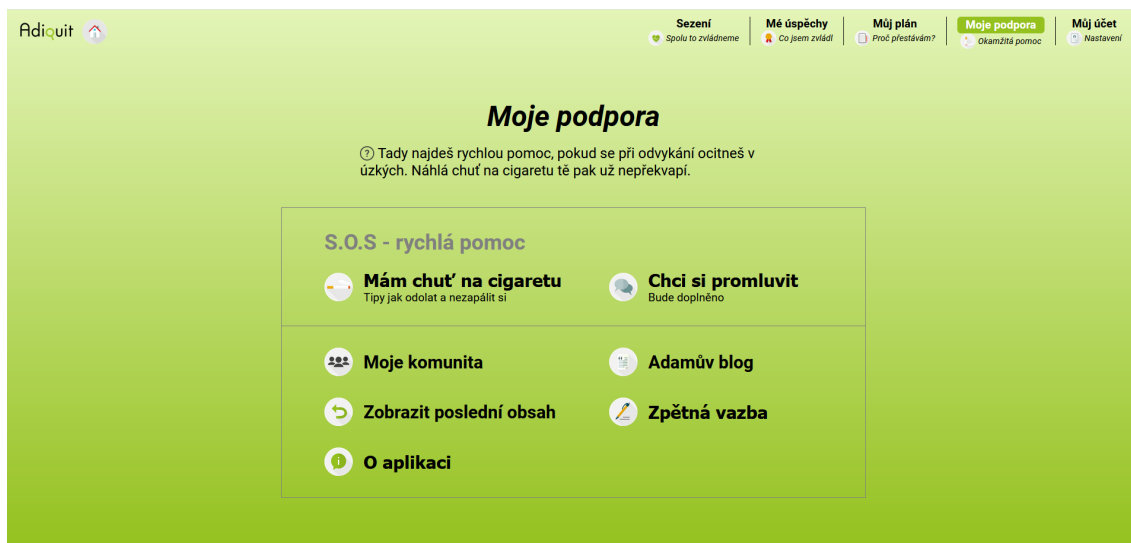 Adiquit
Sezení
Spolu to zvládneme
Mé úspěchy
Co jsem zvládl
Můj plán
Proč přestávám?
Moje podpora
Okamžitá pomoc
Můj účet
Nastavení
Moje podpora
? Tady najdeš rychlou pomoc, pokud se při odvykání ocitneš v
úzkých. Náhlá chuť na cigaretu tě pak už nepřekvapí.
S.O.S - rychlá pomoc
Mám chuť na cigaretu
Tipy jak odolat a nezapálit si
Chci si promluvit
Bude doplněno
Moje komunita
Adamův blog
Zobrazit poslední obsah
Zpětná vazba
O aplikaci